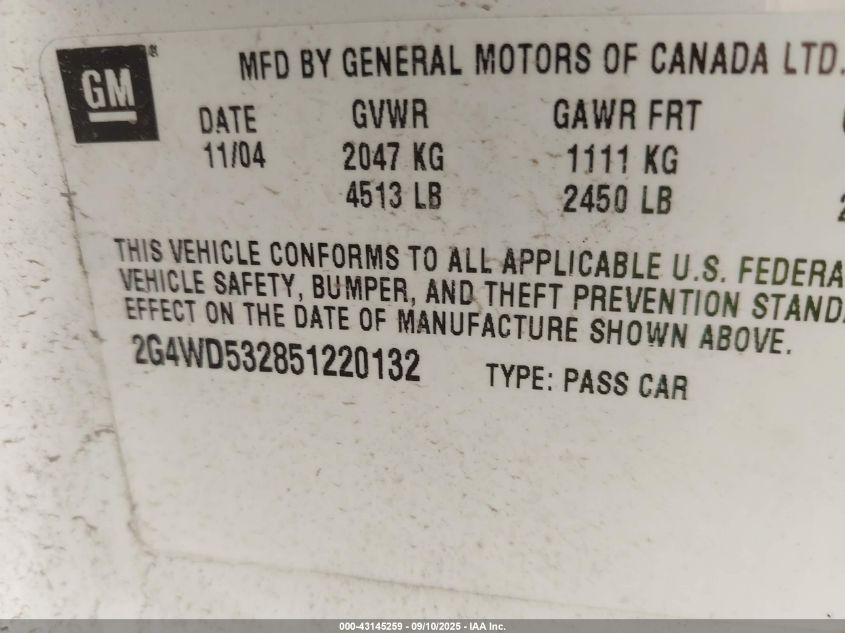 GM ®
MFD BY GENERAL MOTORS OF CANADA LTD.
DATE GVWR GAWR FRT
11/04 2047 KG 1111 KG
4513 LB 2450 LB
THIS VEHICLE CONFORMS TO ALL APPLICABLE U.S. FEDERA
VEHICLE SAFETY, BUMPER, AND THEFT PREVENTION STAND
EFFECT ON THE DATE OF MANUFACTURE SHOWN ABOVE.
2G4WD532851220132 TYPE: PASS CAR
000-43145259 - 09/10/2025 - IAA Inc.